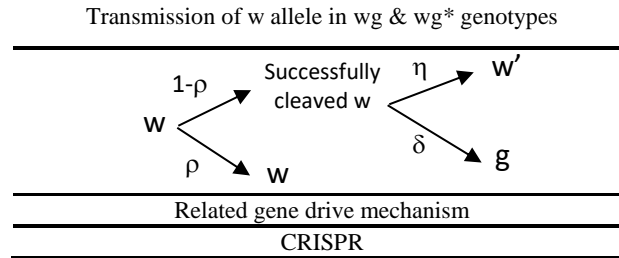 Transmission of w allele in wg & wg* genotypes
1-ρ
Successfully
cleaved w
η
w’
w
ρ
w
δ
g
Related gene drive mechanism
CRISPR